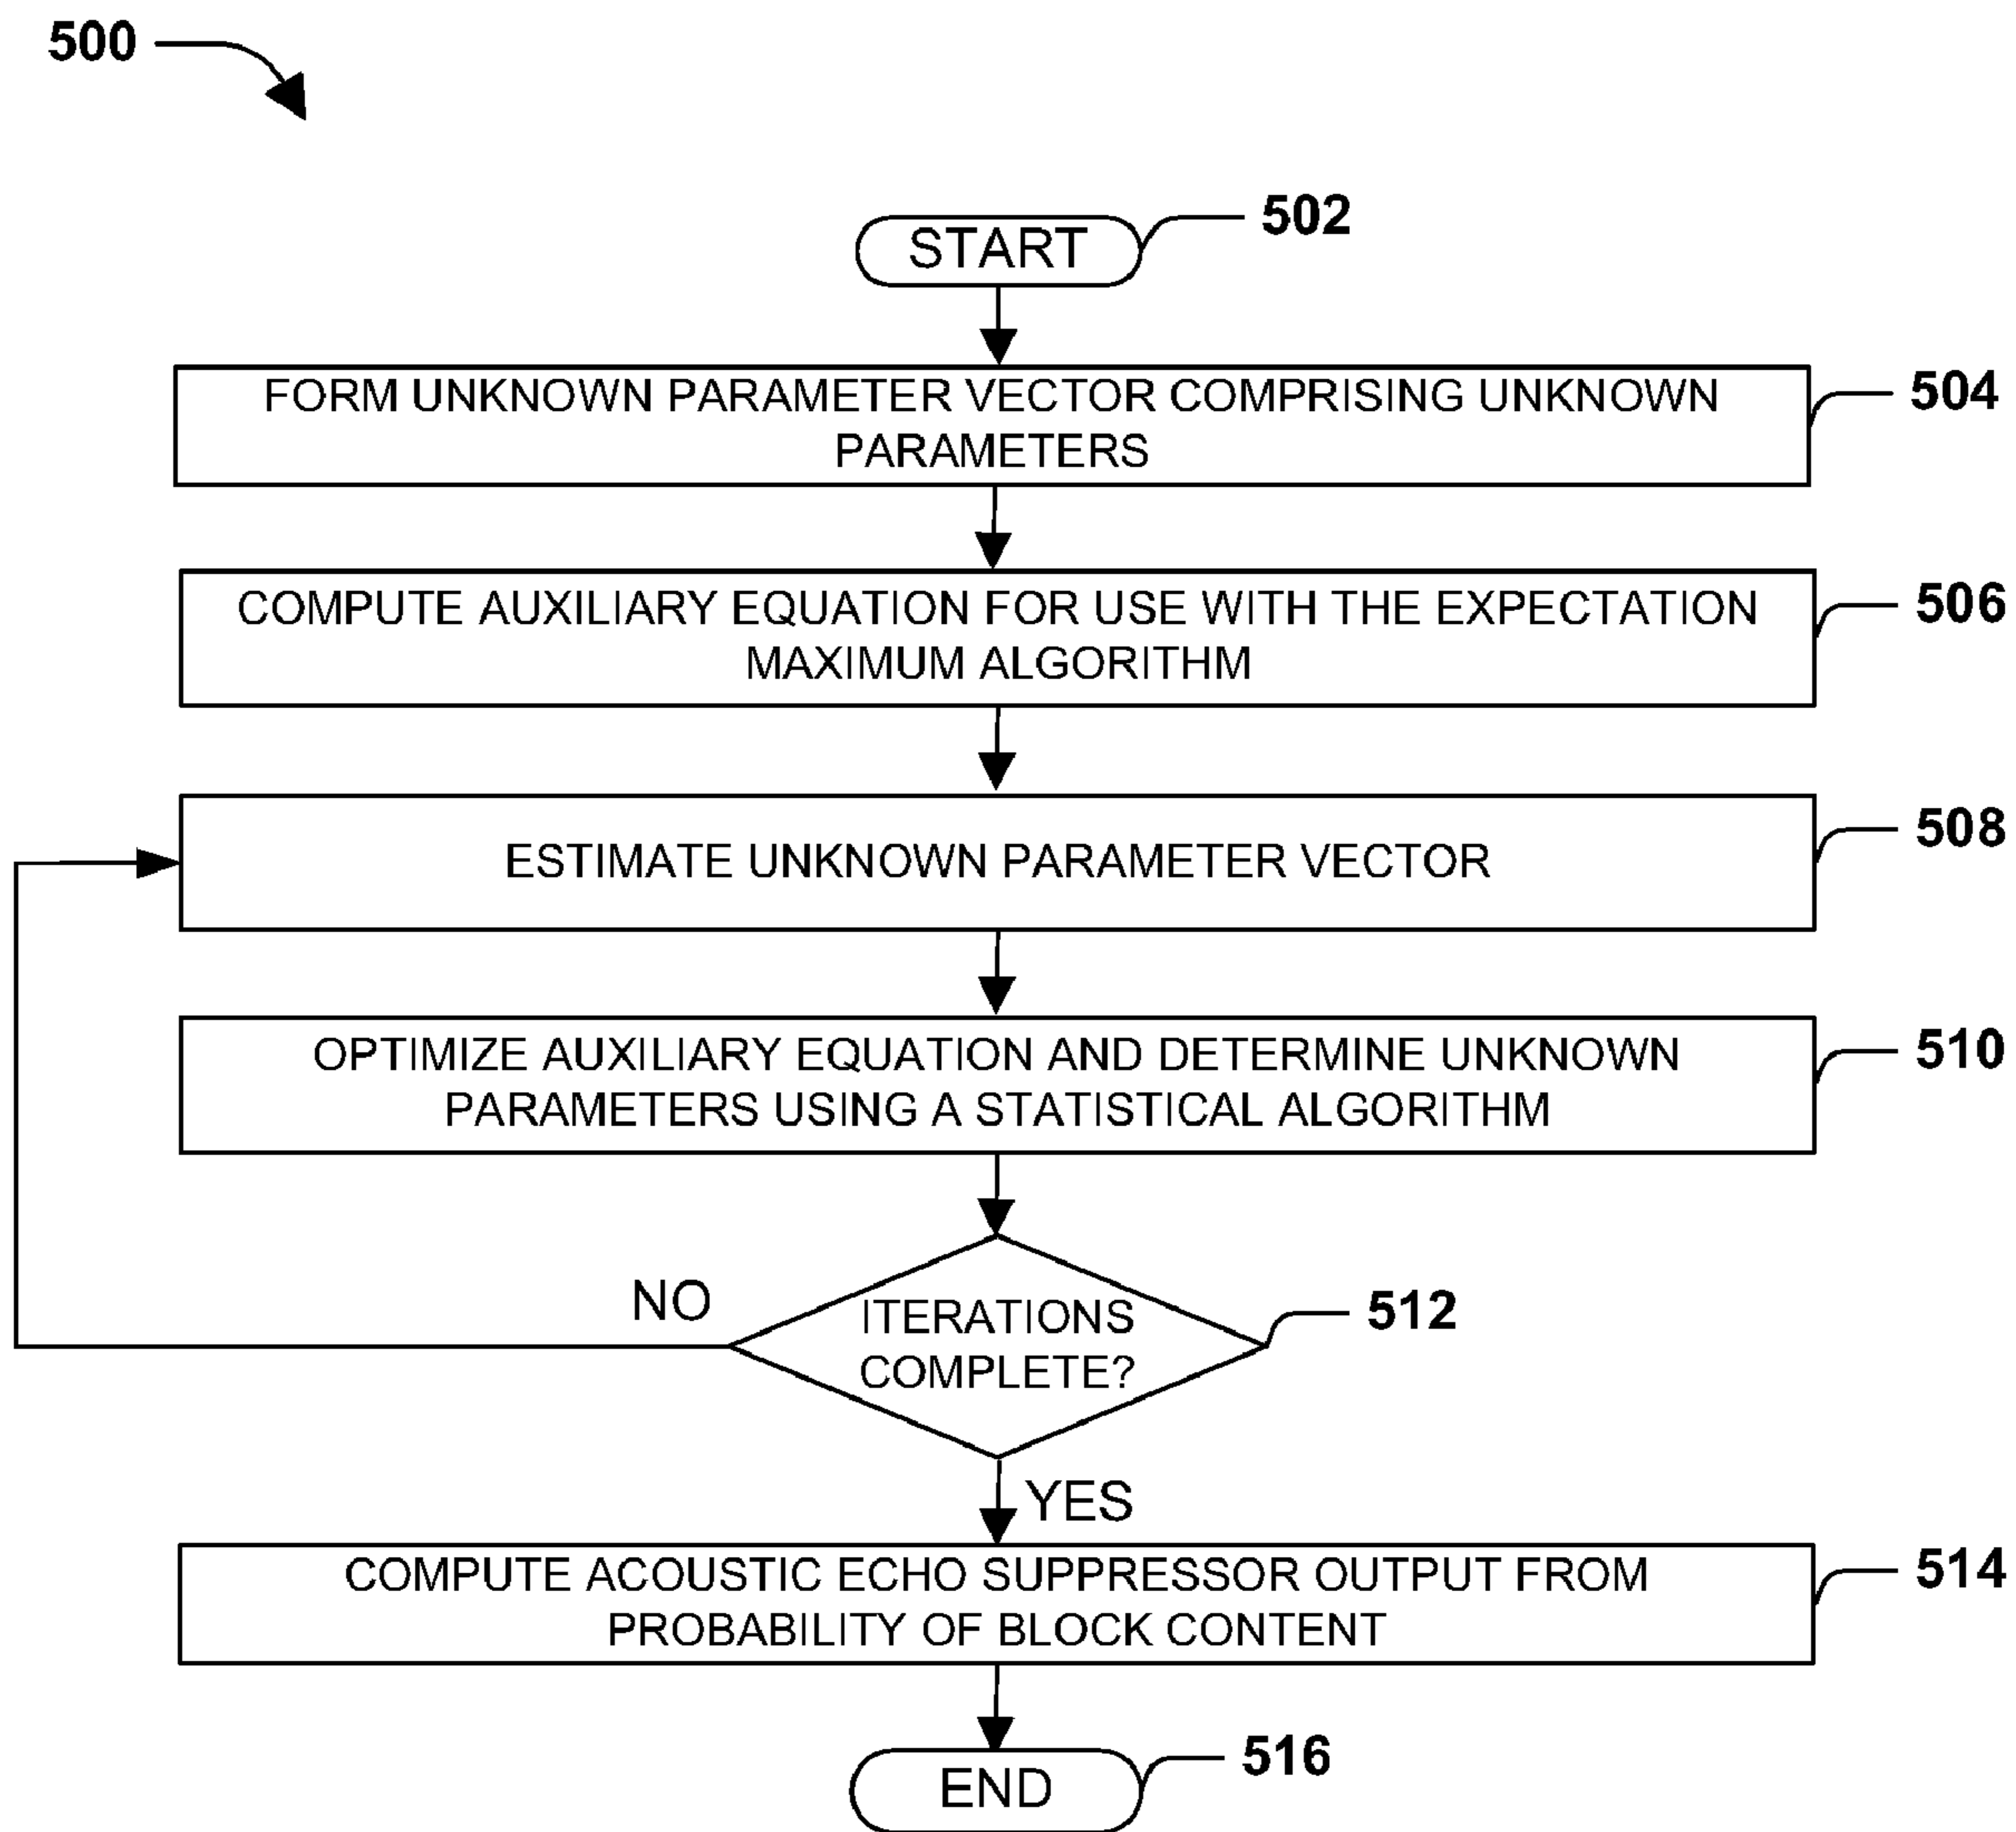 500
START
502
FORM UNKNOWN PARAMETER VECTOR COMPRISING UNKNOWN
PARAMETERS
504
COMPUTE AUXILIARY EQUATION FOR USE WITH THE EXPECTATION
MAXIMUM ALGORITHM
506
ESTIMATE UNKNOWN PARAMETER VECTOR
508
OPTIMIZE AUXILIARY EQUATION AND DETERMINE UNKNOWN
PARAMETERS USING A STATISTICAL ALGORITHM
510
NO
ITERATIONS
COMPLETE?
512
YES
COMPUTE ACOUSTIC ECHO SUPPRESSOR OUTPUT FROM
PROBABILITY OF BLOCK CONTENT
514
END
516